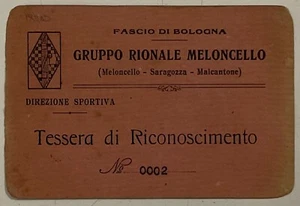 FASCIO DI BOLOGNA
GRUPPO RIONALE MELONCELLO
(Meloncello - Saragozza - Malcantone)
DIREZIONE SPORTIVA
Tessera di Riconoscimento
No 0002